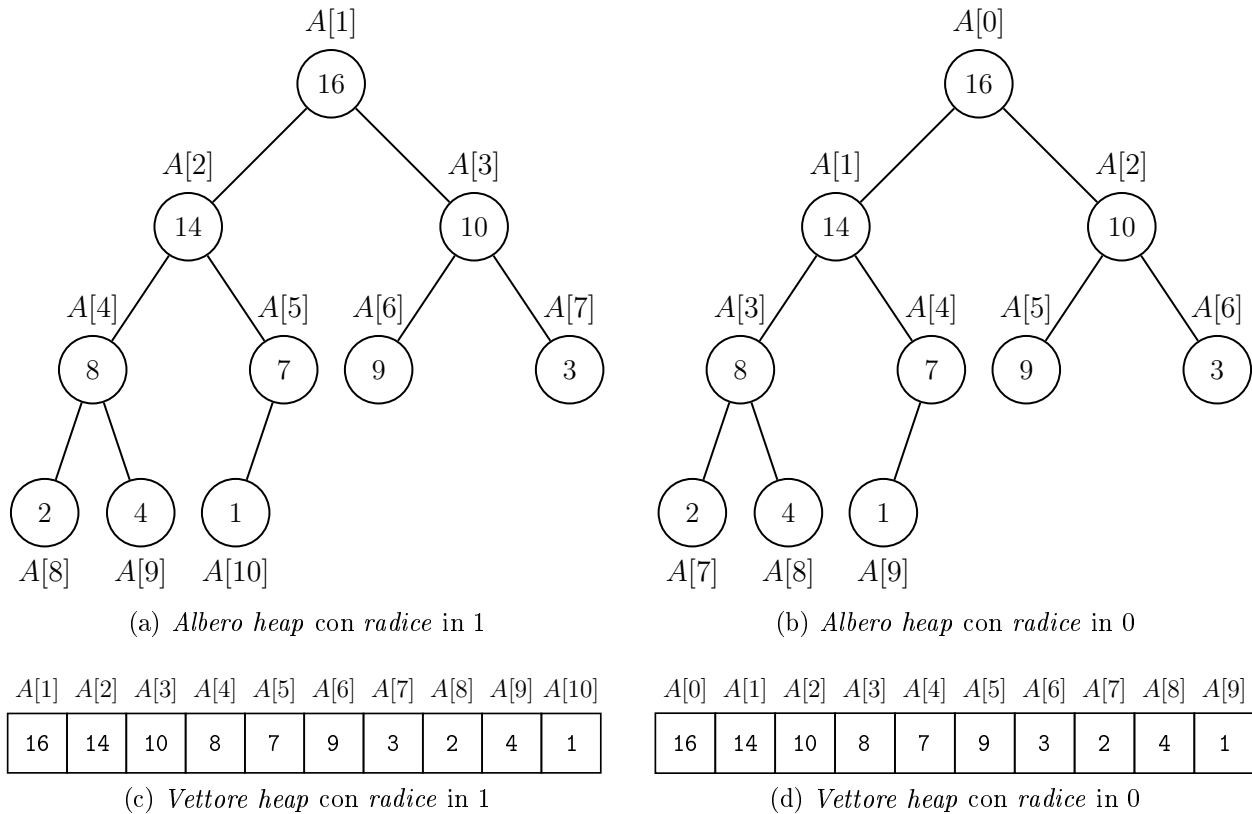 A[1]
16
A[2] A[3]
14 10
A[4] A[5] A[6] A[7]
8 7 9 3
2 4 1
A[8] A[9] A[10]
(a) Albero heap con radice in 1
A[0]
16
A[1] A[2]
14 10
A[3] A[4] A[5] A[6]
8 7 9 3
2 4 1
A[7] A[8] A[9]
(b) Albero heap con radice in 0
A[1] A[2] A[3] A[4] A[5] A[6] A[7] A[8] A[9] A[10]
16 14 10 8 7 9 3 2 4 1
(c) Vettore heap con radice in 1
A[0] A[1] A[2] A[3] A[4] A[5] A[6] A[7] A[8] A[9]
16 14 10 8 7 9 3 2 4 1
(d) Vettore heap con radice in 0